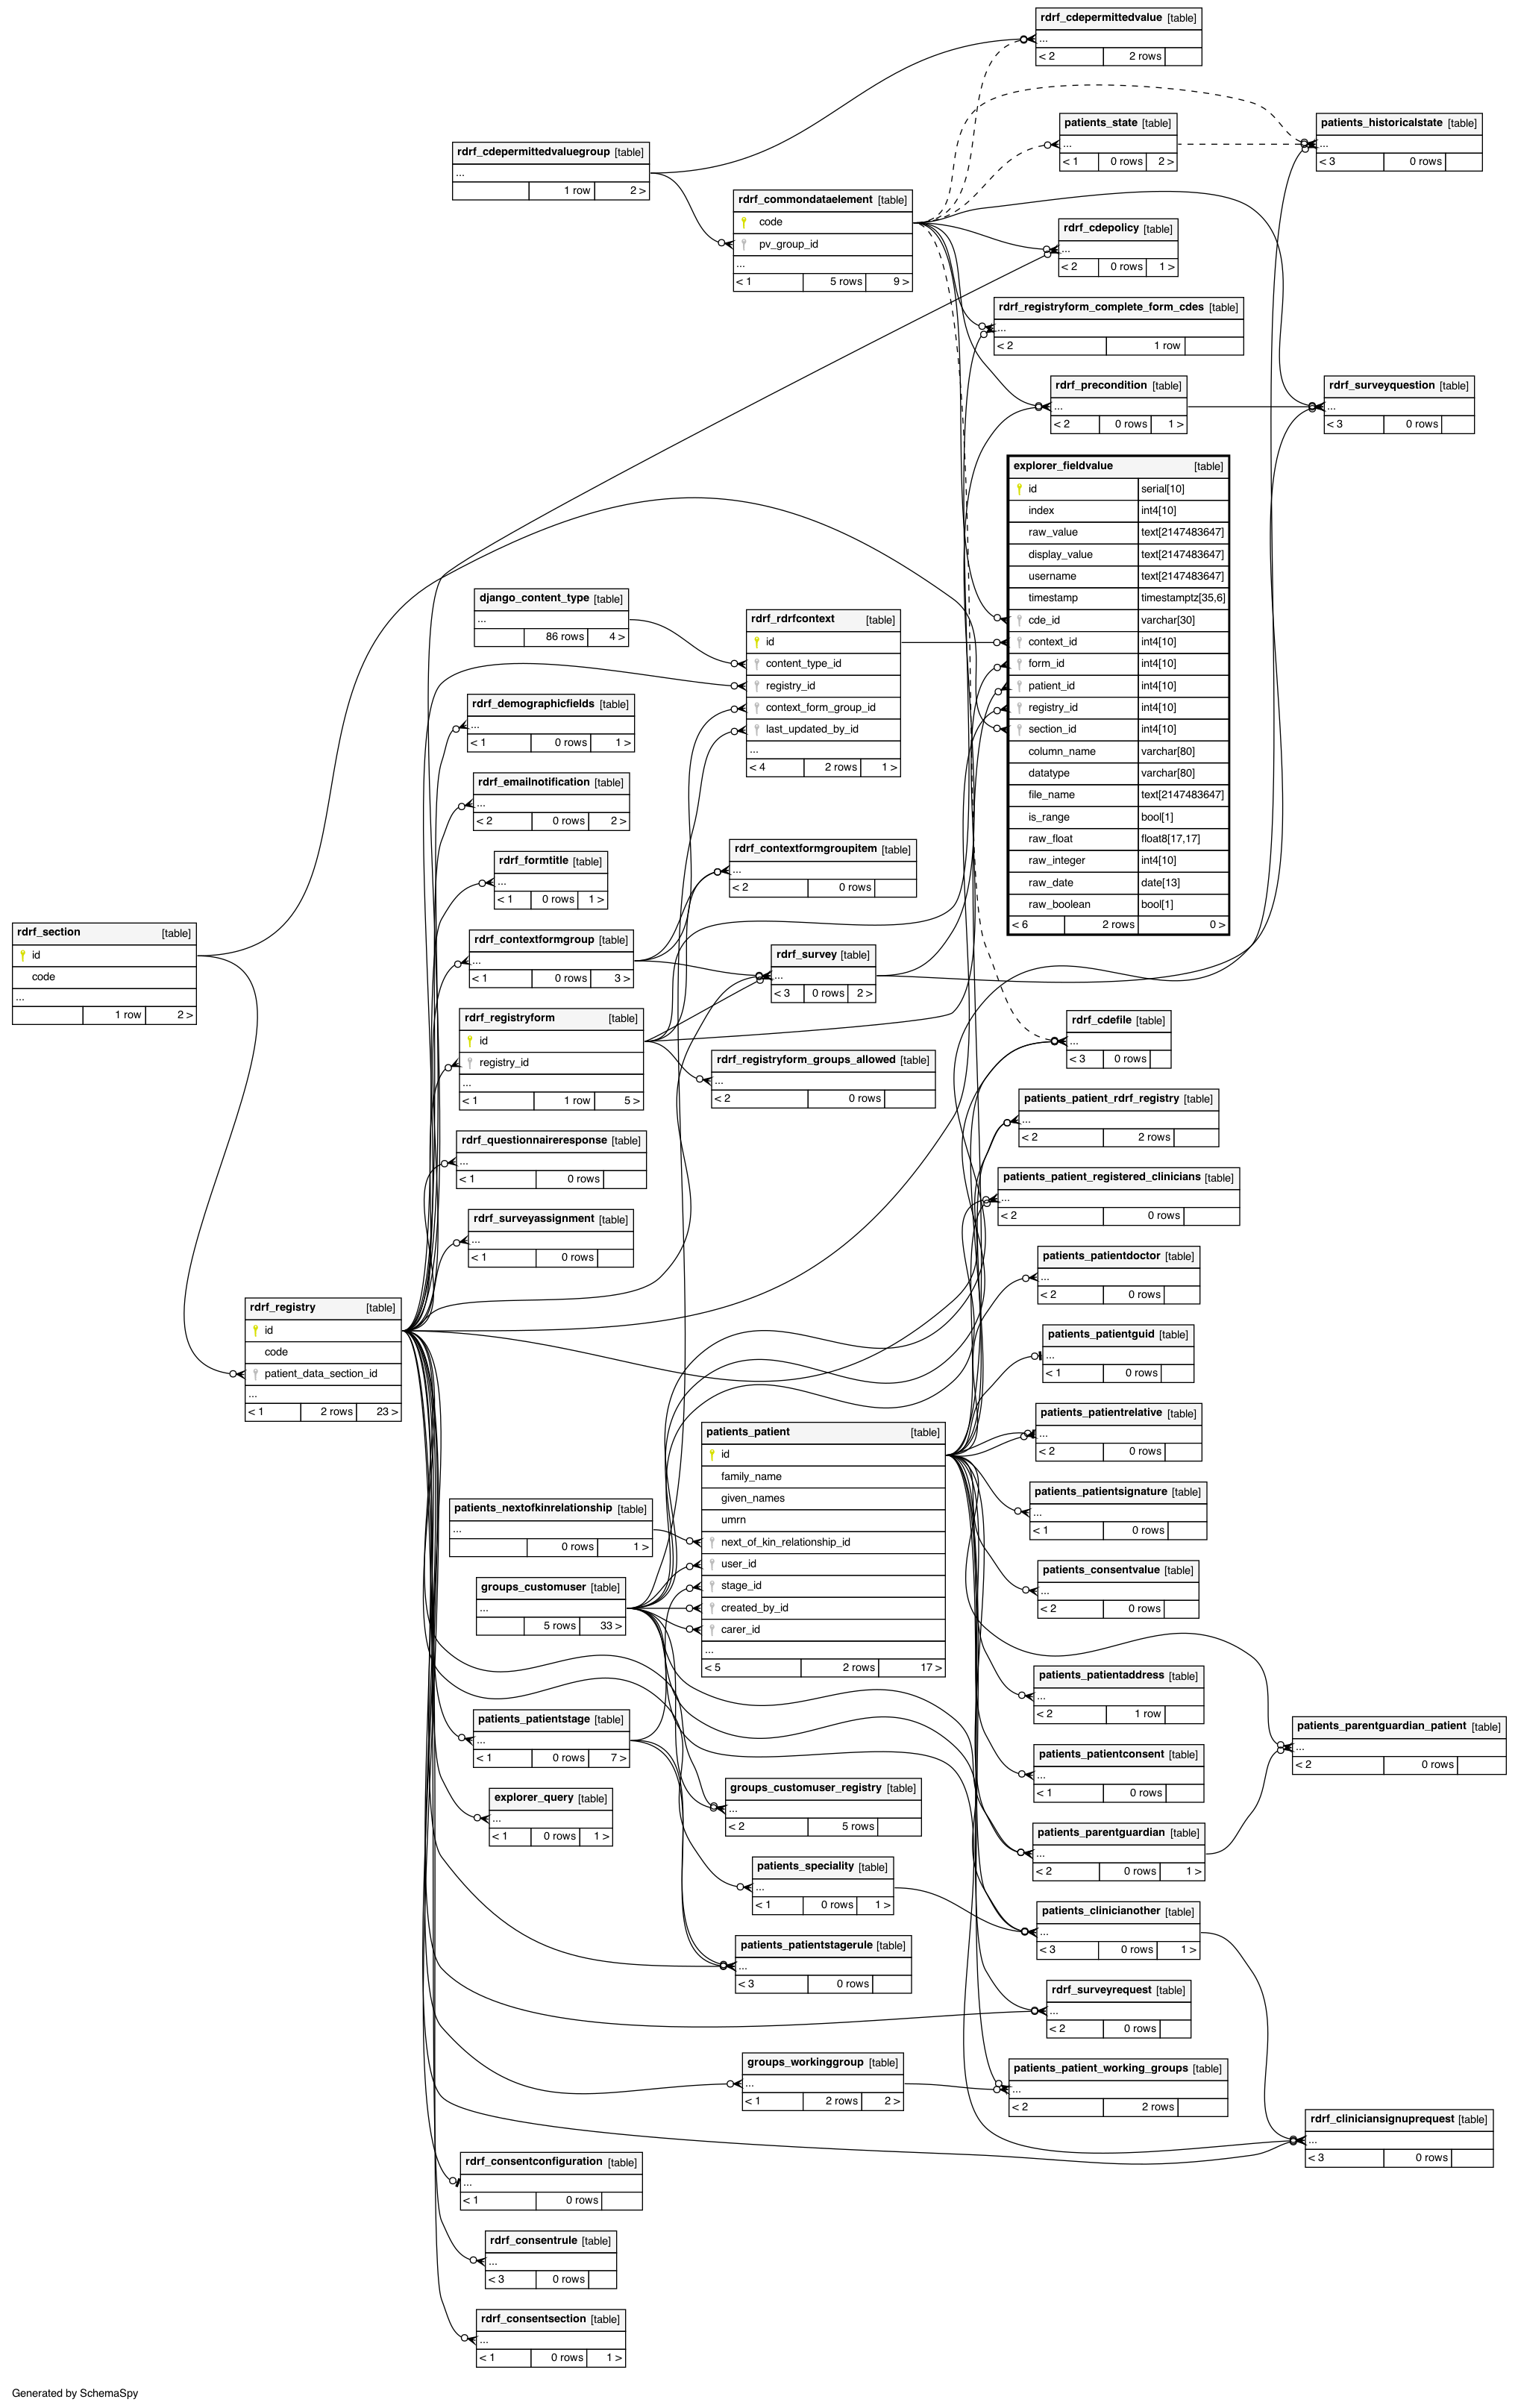 rdrf_cdepermittedvalue [table]
...
< 2 2 rows
patients_state [table]
...
< 1 0 rows 2 >
patients_historicalstate [table]
...
< 3 0 rows
rdrf_cdepermittedvaluegroup [table]
...
1 row 2 >
rdrf_commondataelement [table]
code
pv_group_id
...
< 1 5 rows 9 >
rdrf_cdepolicy [table]
...
< 2 0 rows 1 >
rdrf_registryform_complete_form_cdes [table]
...
< 2 1 row
rdrf_precondition [table]
...
< 2 0 rows 1 >
rdrf_surveyquestion [table]
...
< 3 0 rows
explorer_fieldvalue [table]
id serial[10]
index int4[10]
raw_value text[2147483647]
display_value text[2147483647]
username text[2147483647]
timestamp timestamptz[35,6]
cde_id varchar[30]
context_id int4[10]
form_id int4[10]
patient_id int4[10]
registry_id int4[10]
section_id int4[10]
column_name varchar[80]
datatype varchar[80]
file_name text[2147483647]
is_range bool[1]
raw_float float8[17,17]
raw_integer int4[10]
raw_date date[13]
raw_boolean bool[1]
< 6 2 rows 0 >
django_content_type [table]
...
86 rows 4 >
rdrf_rdrfcontext [table]
id
content_type_id
registry_id
context_form_group_id
last_updated_by_id
...
< 4 2 rows 1 >
rdrf_demographicfields [table]
...
< 1 0 rows 1 >
rdrf_emailnotification [table]
...
< 2 0 rows 2 >
rdrf_formtitle [table]
...
< 1 0 rows 1 >
rdrf_contextformgroupitem [table]
...
< 2 0 rows
rdrf_section [table]
id
code
...
1 row 2 >
rdrf_contextformgroup [table]
...
< 1 0 rows 3 >
rdrf_survey [table]
...
< 3 0 rows 2 >
rdrf_registryform [table]
id
registry_id
...
< 1 1 row 5 >
rdrf_cdefile [table]
...
< 3 0 rows
rdrf_registryform_groups_allowed [table]
...
< 2 0 rows
patients_patient_rdrf_registry [table]
...
< 2 2 rows
rdrf_questionnaireresponse [table]
...
< 1 0 rows
patients_patient_registered_clinicians [table]
...
< 2 0 rows
rdrf_surveyassignment [table]
...
< 1 0 rows
patients_patientdoctor [table]
...
< 2 0 rows
rdrf_registry [table]
id
code
patient_data_section_id
...
< 1 2 rows 23 >
patients_patientguid [table]
...
< 1 0 rows
patients_patientrelative [table]
...
< 2 0 rows
patients_patient [table]
id
family_name
given_names
umrn
next_of_kin_relationship_id
user_id
stage_id
created_by_id
carer_id
...
< 5 2 rows 17 >
patients_patientsignature [table]
...
< 1 0 rows
patients_nextofkinrelationship [table]
...
0 rows 1 >
patients_consentvalue [table]
...
< 2 0 rows
groups_customuser [table]
...
5 rows 33 >
patients_patientaddress [table]
...
< 2 1 row
patients_patientstage [table]
...
< 1 0 rows 7 >
patients_parentguardian_patient [table]
...
< 2 0 rows
patients_patientconsent [table]
...
< 1 0 rows
groups_customuser_registry [table]
...
< 2 5 rows
explorer_query [table]
...
< 1 0 rows 1 >
patients_parentguardian [table]
...
< 2 0 rows 1 >
patients_speciality [table]
...
< 1 0 rows 1 >
patients_clinicianother [table]
...
< 3 0 rows 1 >
patients_patientstagerule [table]
...
< 3 0 rows
rdrf_surveyrequest [table]
...
< 2 0 rows
groups_workinggroup [table]
...
< 1 2 rows 2 >
patients_patient_working_groups [table]
...
< 2 2 rows
rdrf_cliniciansignuprequest [table]
...
< 3 0 rows
rdrf_consentconfiguration [table]
...
< 1 0 rows
rdrf_consentrule [table]
...
< 3 0 rows
rdrf_consentsection [table]
...
< 1 0 rows 1 >
Generated by SchemaSpy